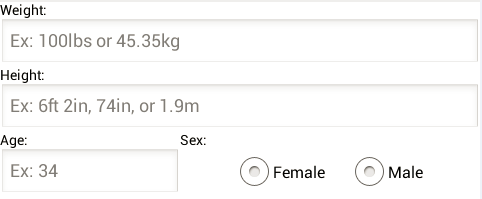 Weight:
Ex: 100lbs or 45.35kg
Height:
Ex: 6ft 2in, 74in, or 1.9m
Age: Sex:
Ex: 34 Female Male